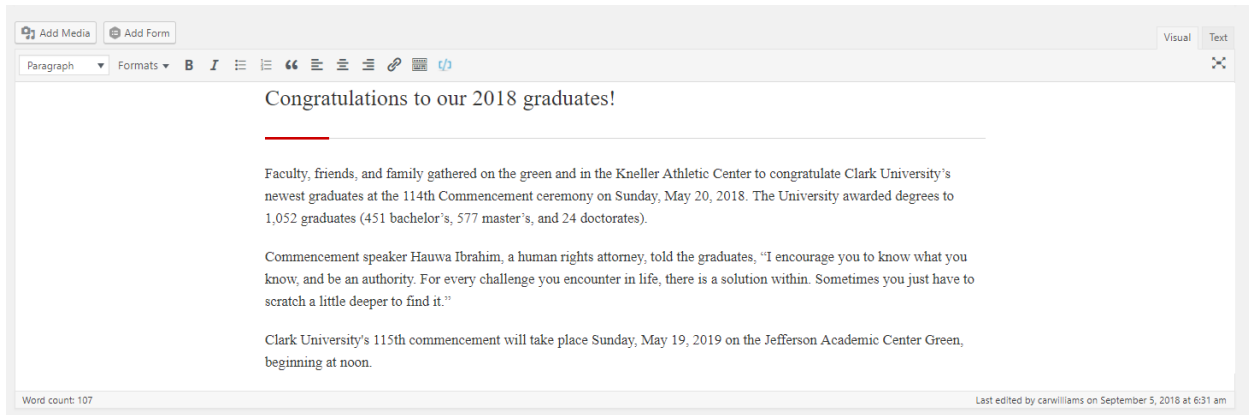 Add Media Add Form
Visual Text
Paragraph Formats B I
Congratulations to our 2018 graduates!
Faculty, friends, and family gathered on the green and in the Kneller Athletic Center to congratulate Clark University’s
newest graduates at the 114th Commencement ceremony on Sunday, May 20, 2018. The University awarded degrees to
1,052 graduates (451 bachelor’s, 577 master’s, and 24 doctorates).
Commencement speaker Hauwa Ibrahim, a human rights attorney, told the graduates, “I encourage you to know what you
know, and be an authority. For every challenge you encounter in life, there is a solution within. Sometimes you just have to
scratch a little deeper to find it.”
Clark University's 115th commencement will take place Sunday, May 19, 2019 on the Jefferson Academic Center Green,
beginning at noon.
Word count: 107 Last edited by carwilliams on September 5, 2018 at 6:31 am